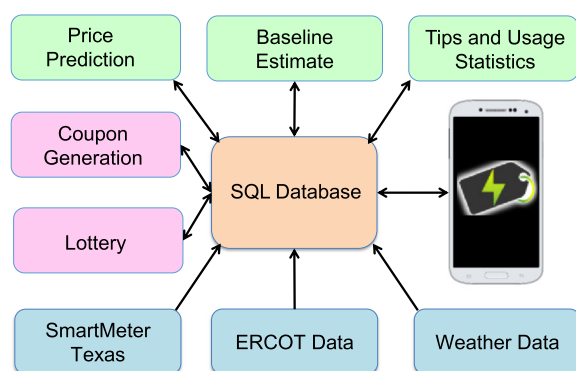 Price
Prediction
Baseline
Estimate
Tips and Usage
Statistics
Coupon
Generation
SQL Database
Lottery
SmartMeter
Texas
ERCOT Data
Weather Data